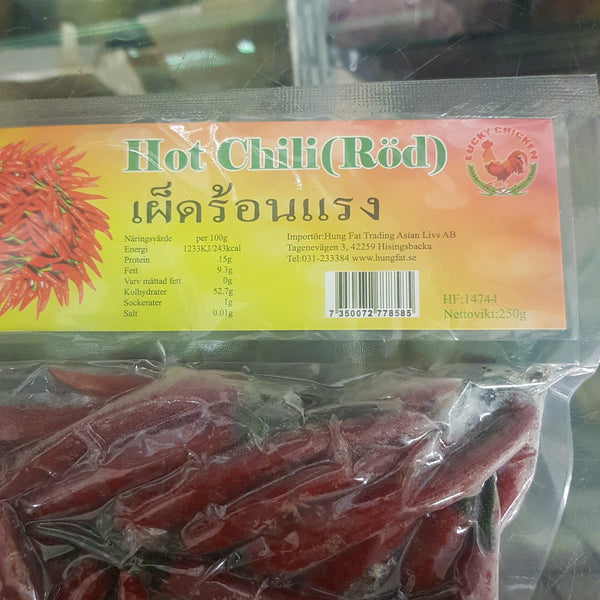 Hot Chili(Röd)
LUCKY CHICKEN
เผ็ดร้อนแรง
Näringsvärde per 100g
Energi 1233KJ/243kcal
Protein 15g
Fett 9.3g
Varv måttad fett 0g
Kolhydrater 52.7g
Sockerater 1g
Salt 0.01g
Importör:Hung Fat Trading Asian Livs AB
Tagenevägen 3, 42259 Hisingsbacka
Tel:031-233384 www.hungfat.se
7 350072 778585
HF:14744
Nettovikt:250g